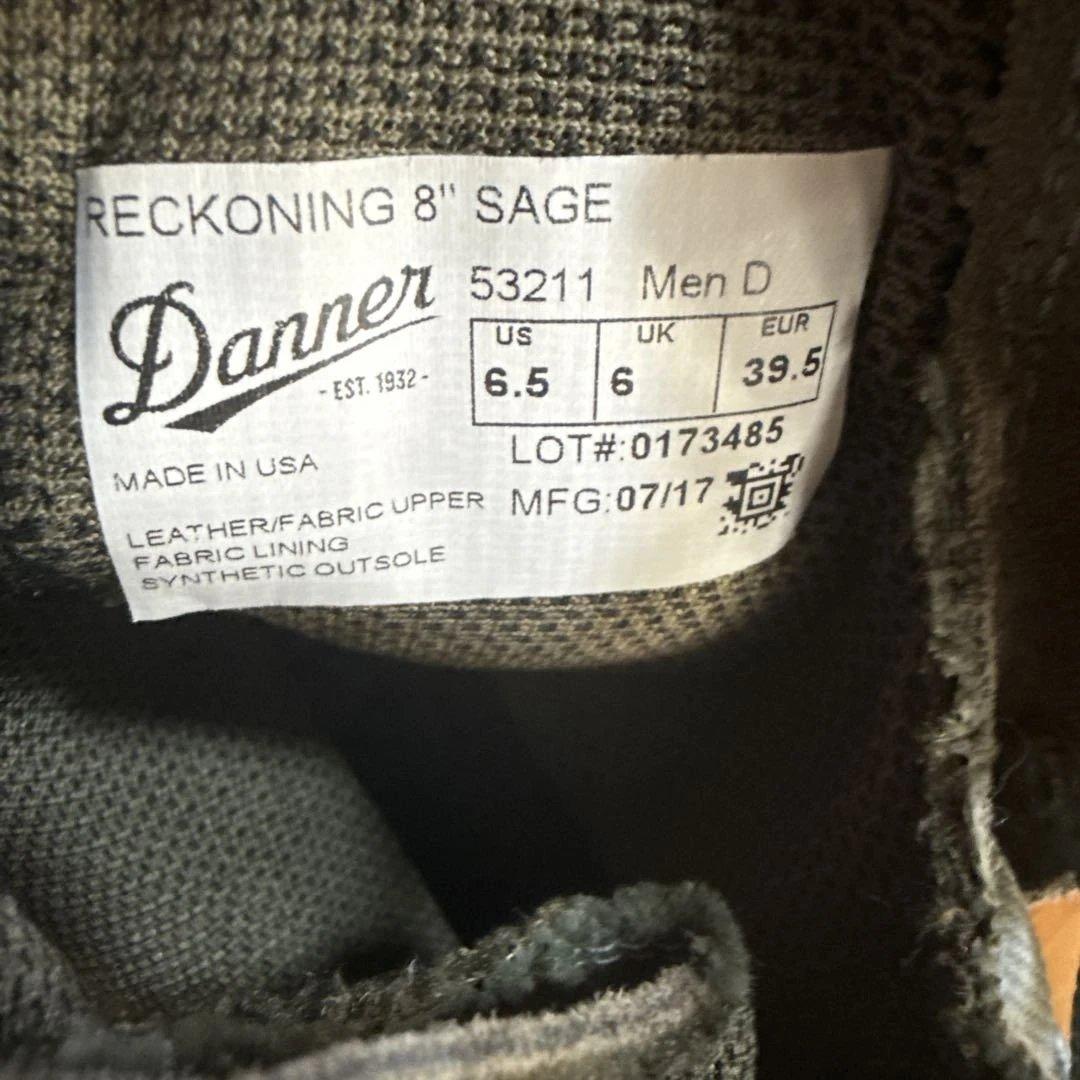 RECKONING 8" SAGE
Danner
- EST. 1932 -
53211 Men D
US UK EUR
6.5 6 39.5
LOT#:0173485
MFG:07/17
MADE IN USA
LEATHER/FABRIC UPPER
FABRIC LINING
SYNTHETIC OUTSOLE